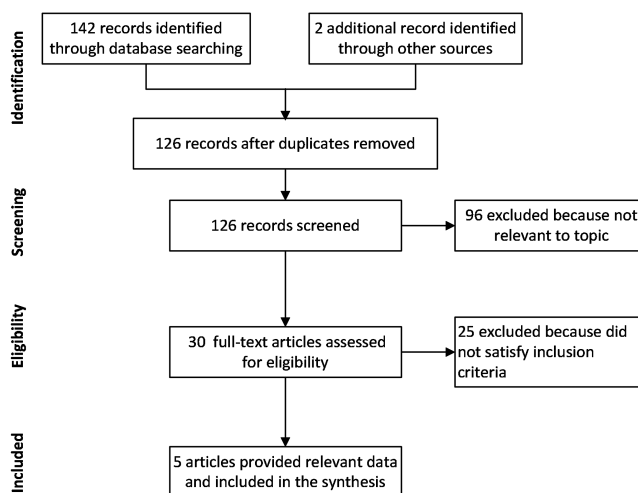 Identification
142 records identified
through database searching
2 additional record identified
through other sources
126 records after duplicates removed
Screening
126 records screened
96 excluded because not
relevant to topic
Eligibility
30 full-text articles assessed
for eligibility
25 excluded because did
not satisfy inclusion
criteria
Included
5 articles provided relevant data
and included in the synthesis